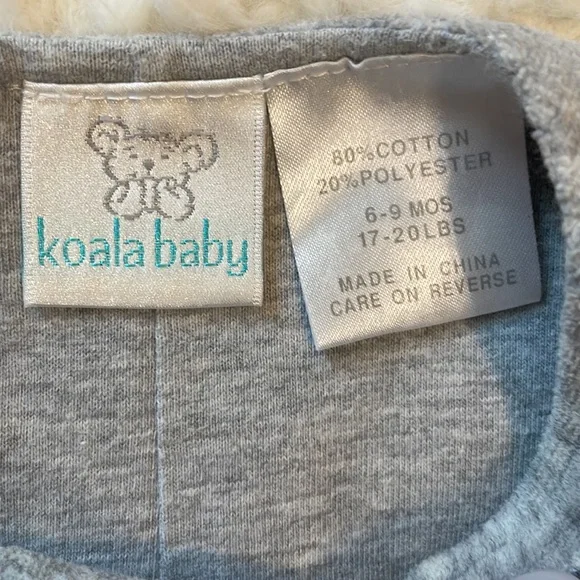 koala baby
80%COTTON
20%POLYESTER
6-9 MOS
17-20LBS
MADE IN CHINA
CARE ON REVERSE